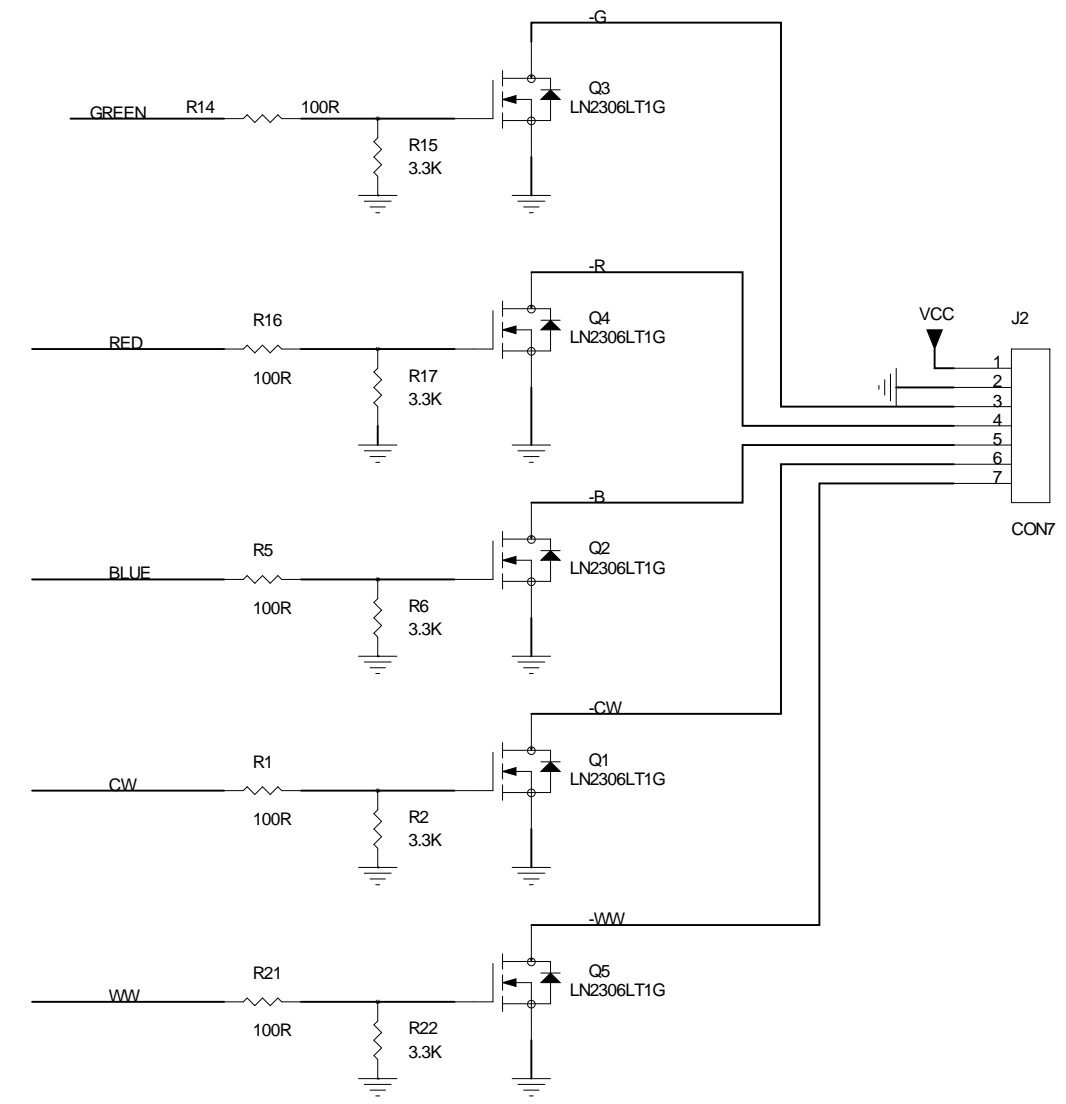 -G
Q3
LN2306LT1G
GREEN R14 100R
R15
3.3K
-R
RED
R16
100R
Q4
LN2306LT1G
R17
3.3K
VCC
J2
1
2
3
4
5
6
7
CON7
-B
BLUE
R5
100R
Q2
LN2306LT1G
R6
3.3K
-CW
CW
R1
100R
Q1
LN2306LT1G
R2
3.3K
-WW
WW
R21
100R
Q5
LN2306LT1G
R22
3.3K